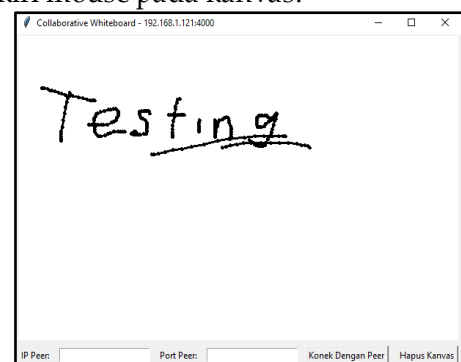 mouse pada kanvas.
Collaborative Whiteboard - 192.168.1.121:4000
Testing
IP Peer: Port Peer: Konek Dengan Peer Hapus Kanvas